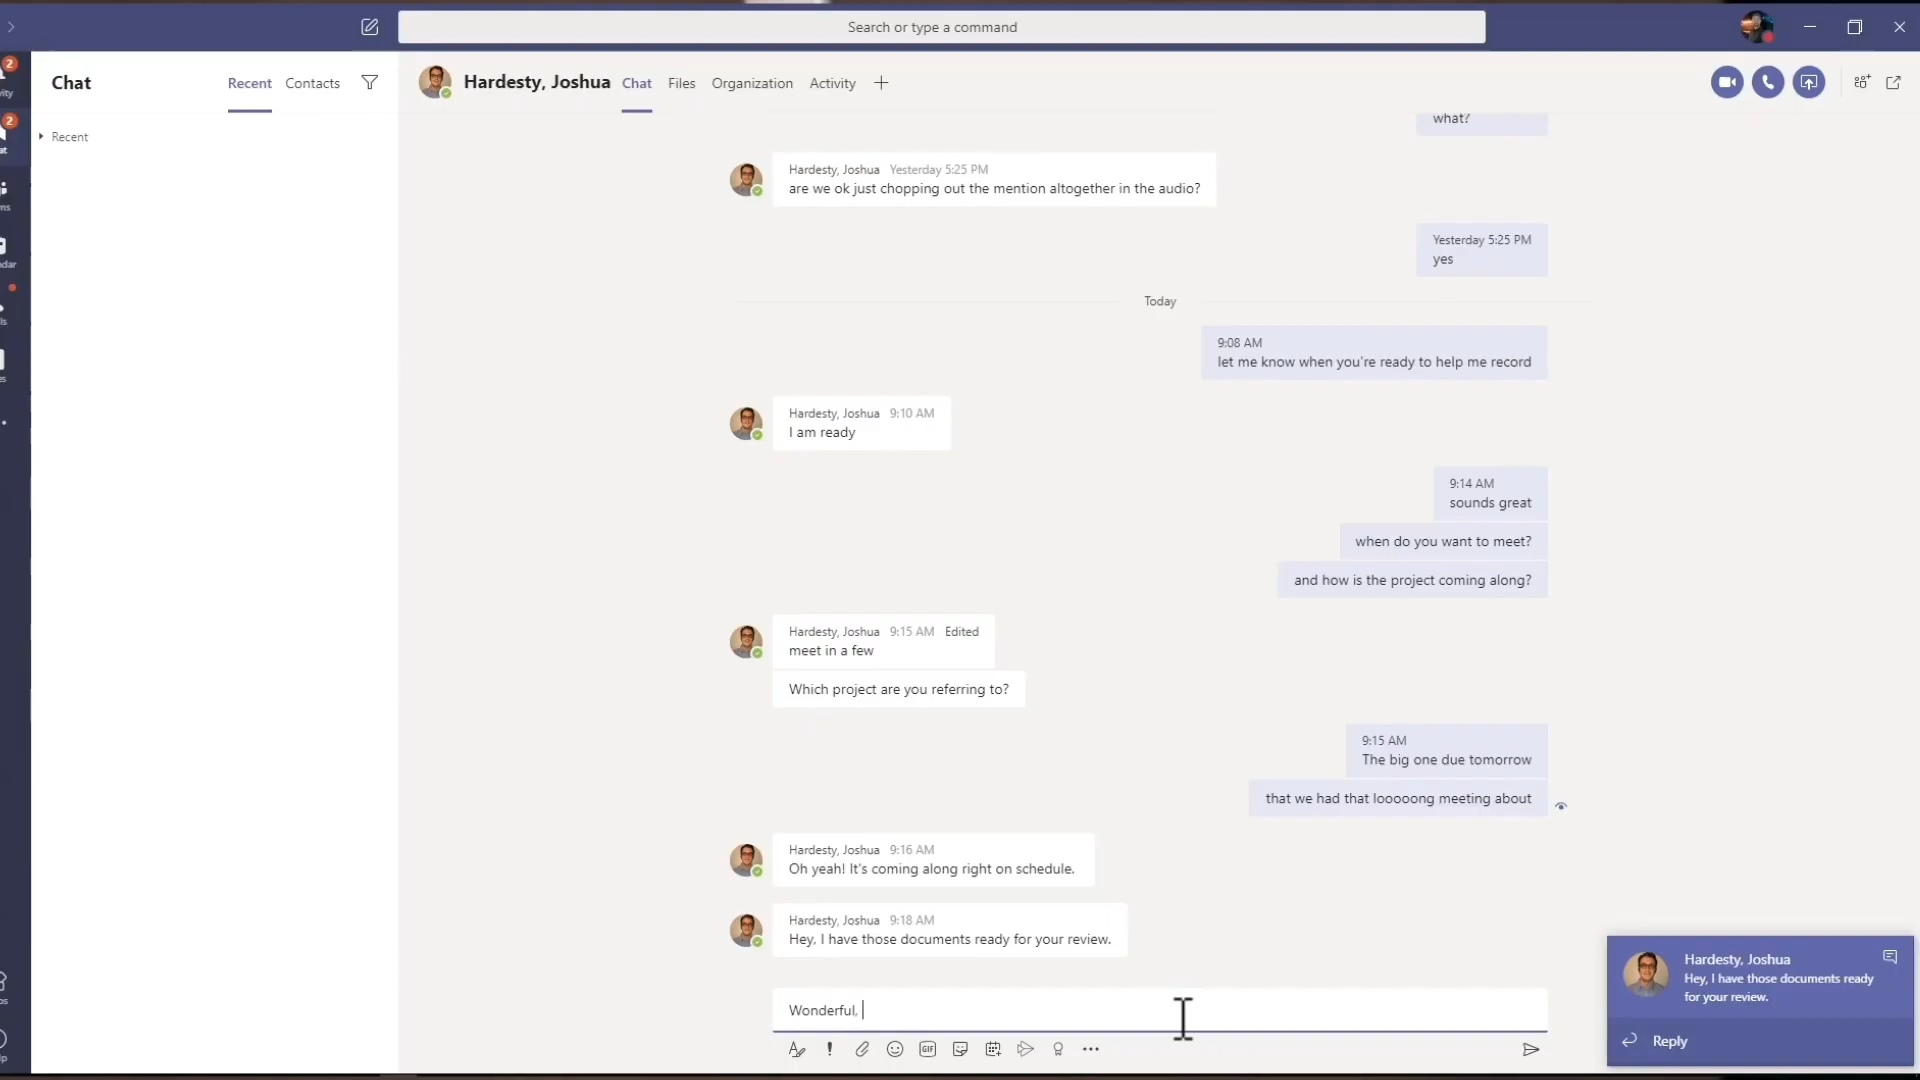 Search or type a command
2
Chat
Recent
Contacts
Hardesty, Joshua
Chat
Files
Organization
Activity
2
Recent
what?
Hardesty, Joshua Yesterday 5:25 PM
are we ok just chopping out the mention altogether in the audio?
Yesterday 5:25 PM
yes
Today
9:08 AM
let me know when you're ready to help me record
Hardesty, Joshua 9:10 AM
I am ready
9:14 AM
sounds great
when do you want to meet?
and how is the project coming along?
Hardesty, Joshua 9:15 AM Edited
meet in a few
Which project are you referring to?
9:15 AM
The big one due tomorrow
that we had that looooong meeting about
Hardesty, Joshua 9:16 AM
Oh yeah! It's coming along right on schedule.
Hardesty, Joshua 9:18 AM
Hey, I have those documents ready for your review.
Wonderful,
GIF
Hardesty, Joshua
Hey, I have those documents ready
for your review.
Reply